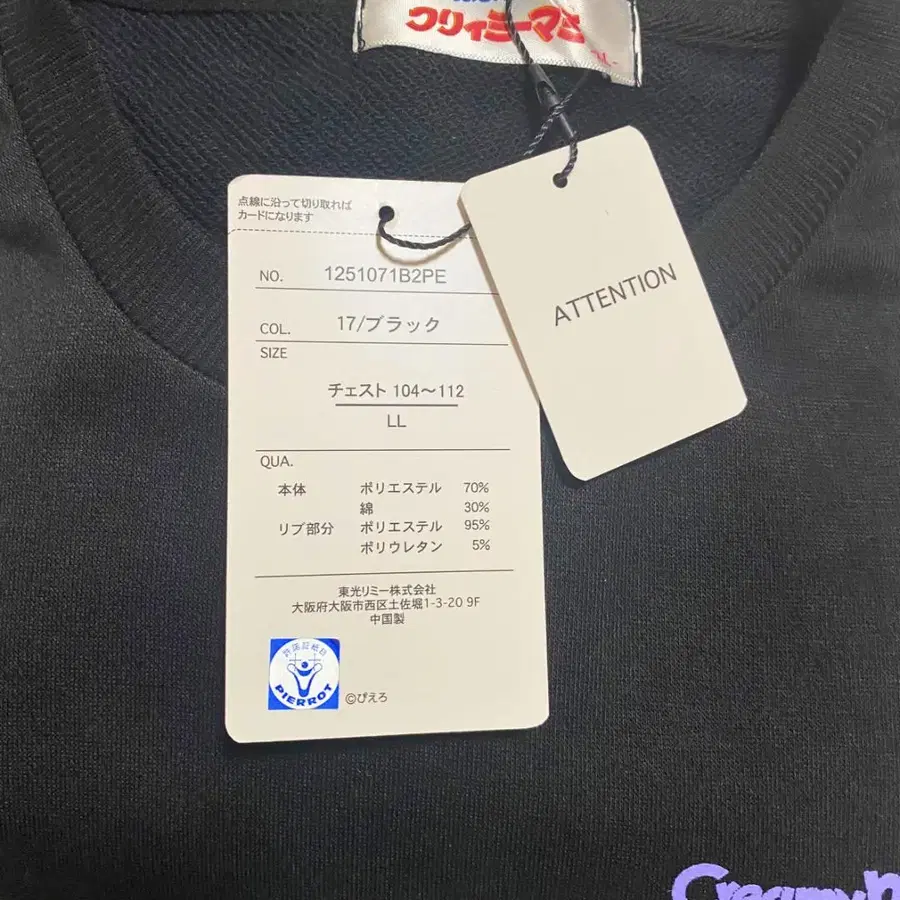 クリィミーマミ
点線に沿って切り取れば
カードになります
NO. 1251071B2PE
COL. 17/ブラック
SIZE
チェスト 104〜112
LL
QUA.
本体 ポリエステル 70%
綿 30%
リブ部分 ポリエステル 95%
ポリウレタン 5%
東光リミー株式会社
大阪府大阪市西区土佐堀1-3-20 9F
中国製
PIERROT
©ぴえろ
ATTENTION
Creamy